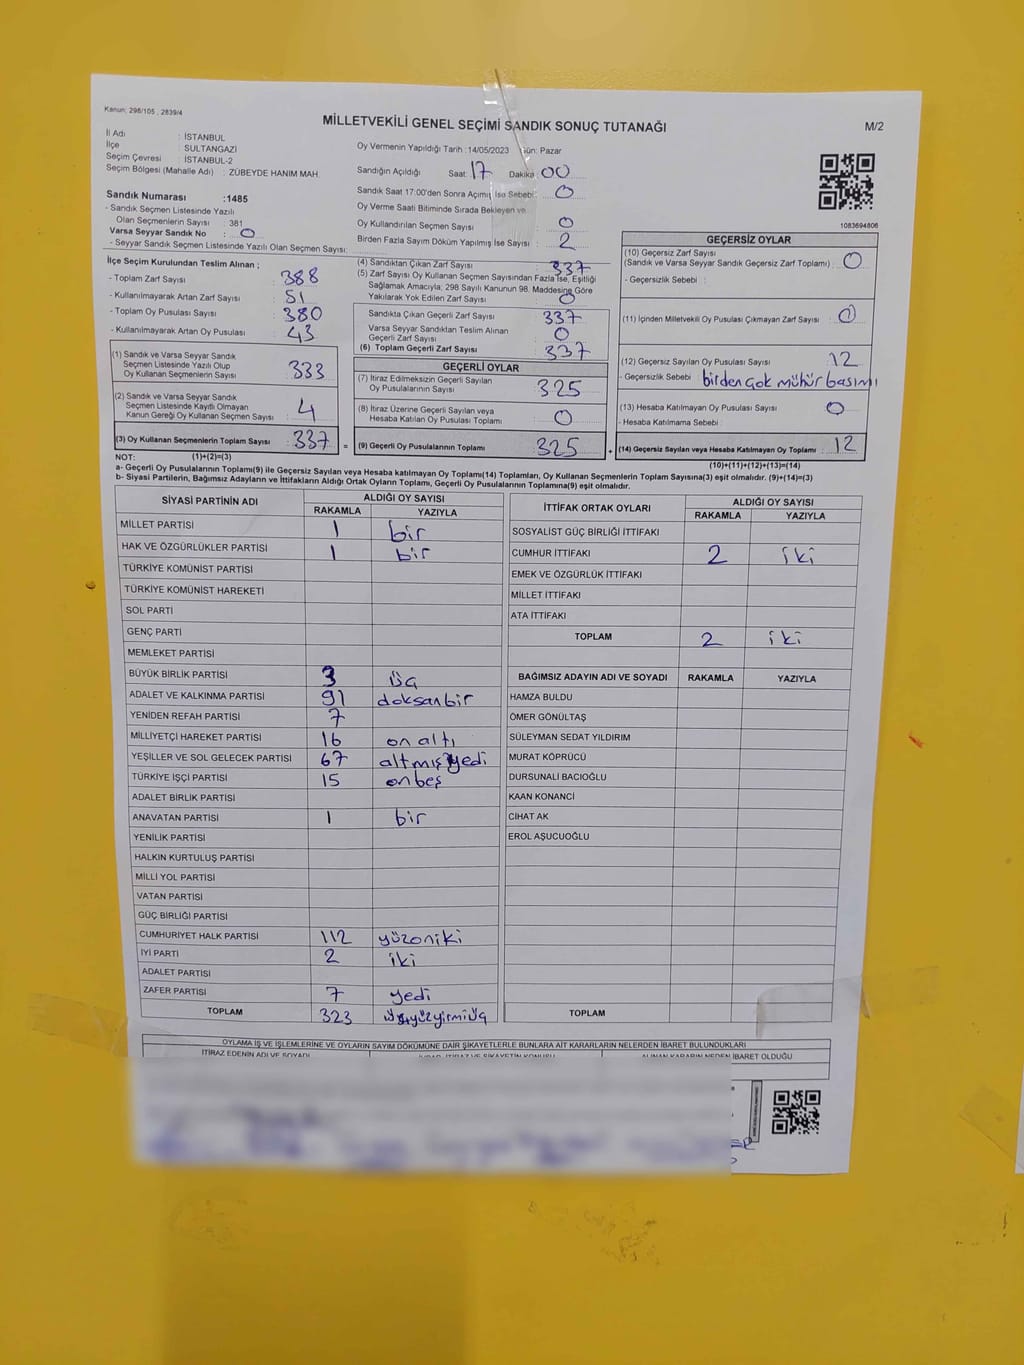 Kanun: 298/105 , 2839/4
MİLLETVEKİLİ GENEL SEÇİMİ SANDIK SONUÇ TUTANAĞI
M/2
İl Adı : İSTANBUL
İlçe : SULTANGAZİ
Seçim Çevresi : İSTANBUL-2
Seçim Bölgesi (Mahalle Adı) : ZÜBEYDE HANIM MAH.
Oy Vermenin Yapıldığı Tarih : 14/05/2023 Gün: Pazar
Sandığın Açıldığı Saat: 17 Dakika 00
Sandık Saat 17:00'den Sonra Açımış İse Sebebi: 0
Oy Verme Saati Bitiminde Sırada Bekleyen ve
Oy Kullandırılan Seçmen Sayısı 0
Birden Fazla Sayım Döküm Yapılmış İse Sayısı : 2
Sandık Numarası :1485
- Sandık Seçmen Listesinde Yazılı
Olan Seçmenlerin Sayısı : 381
Varsa Seyyar Sandık No : 0
- Seyyar Sandık Seçmen Listesinde Yazılı Olan Seçmen Sayısı:
1083694806
İlçe Seçim Kurulundan Teslim Alınan ;
- Toplam Zarf Sayısı : 388
- Kullanılmayarak Artan Zarf Sayısı : 51
- Toplam Oy Pusulası Sayısı : 380
- Kullanılmayarak Artan Oy Pusulası : 43
(1) Sandık ve Varsa Seyyar Sandık
Seçmen Listesinde Yazılı Olup
Oy Kullanan Seçmenlerin Sayısı : 333
(2) Sandık ve Varsa Seyyar Sandık
Seçmen Listesinde Kayıtlı Olmayan
Kanun Gereği Oy Kullanan Seçmen Sayısı : 4
(3) Oy Kullanan Seçmenlerin Toplam Sayısı : 337 =
(4) Sandıktan Çıkan Zarf Sayısı : 337
(5) Zarf Sayısı Oy Kullanan Seçmen Sayısından Fazla İse, Eşitliği
Sağlamak Amacıyla; 298 Sayılı Kanunun 98. Maddesine Göre
Yakılarak Yok Edilen Zarf Sayısı : 0
Sandıkta Çıkan Geçerli Zarf Sayısı : 337
Varsa Seyyar Sandıktan Teslim Alınan
Geçerli Zarf Sayısı : 0
(6) Toplam Geçerli Zarf Sayısı : 337
GEÇERLİ OYLAR
(7) İtiraz Edilmeksizin Geçerli Sayılan
Oy Pusulalarının Sayısı : 325
(8) İtiraz Üzerine Geçerli Sayılan veya
Hesaba Katılan Oy Pusulaları Toplamı : 0
(9) Geçerli Oy Pusulalarının Toplamı : 325 +
GEÇERSİZ OYLAR
(10) Geçersiz Zarf Sayısı
(Sandık ve Varsa Seyyar Sandık Geçersiz Zarf Toplamı) : 0
- Geçersizlik Sebebi :
(11) İçinden Milletvekili Oy Pusulası Çıkmayan Zarf Sayısı : 0
(12) Geçersiz Sayılan Oy Pusulası Sayısı : 12
- Geçersizlik Sebebi : birden çok mühür basımı
(13) Hesaba Katılmayan Oy Pusulası Sayısı : 0
- Hesaba Katılmama Sebebi :
(14) Geçersiz Sayılan veya Hesaba Katılmayan Oy Toplamı : 12
NOT: (1)+(2)=(3)
(10)+(11)+(12)+(13)=(14)
a- Geçerli Oy Pusulalarının Toplamı(9) ile Geçersiz Sayılan veya Hesaba katılmayan Oy Toplamı(14) Toplamları, Oy Kullanan Seçmenlerin Toplam Sayısına(3) eşit olmalıdır. (9)+(14)=(3)
b- Siyasi Partilerin, Bağımsız Adayların ve İttifakların Aldığı Ortak Oyların Toplamı, Geçerli Oy Pusulalarının Toplamına(9) eşit olmalıdır.
SİYASİ PARTİNİN ADI ALDIĞI OY SAYISI
RAKAMLA YAZIYLA
MİLLET PARTİSİ 1 bir
HAK VE ÖZGÜRLÜKLER PARTİSİ 1 bir
TÜRKİYE KOMÜNİST PARTİSİ
TÜRKİYE KOMÜNİST HAREKETİ
SOL PARTİ
GENÇ PARTİ
MEMLEKET PARTİSİ
BÜYÜK BİRLİK PARTİSİ 3 üç
ADALET VE KALKINMA PARTİSİ 91 doksanbir
YENİDEN REFAH PARTİSİ 7
MİLLİYETÇİ HAREKET PARTİSİ 16 on altı
YEŞİLLER VE SOL GELECEK PARTİSİ 67 altmış yedi
TÜRKİYE İŞÇİ PARTİSİ 15 onbeş
ADALET BİRLİK PARTİSİ
ANAVATAN PARTİSİ 1 bir
YENİLİK PARTİSİ
HALKIN KURTULUŞ PARTİSİ
MİLLİ YOL PARTİSİ
VATAN PARTİSİ
GÜÇ BİRLİĞİ PARTİSİ
CUMHURİYET HALK PARTİSİ 112 yüzoniki
İYİ PARTİ 2 iki
ADALET PARTİSİ
ZAFER PARTİSİ 7 yedi
TOPLAM 323 üçyüzyirmiüç
İTTİFAK ORTAK OYLARI ALDIĞI OY SAYISI
RAKAMLA YAZIYLA
SOSYALİST GÜÇ BİRLİĞİ İTTİFAKI
CUMHUR İTTİFAKI 2 iki
EMEK VE ÖZGÜRLÜK İTTİFAKI
MİLLET İTTİFAKI
ATA İTTİFAKI
TOPLAM 2 iki
BAĞIMSIZ ADAYIN ADI VE SOYADI RAKAMLA YAZIYLA
HAMZA BULDU
ÖMER GÖNÜLTAŞ
SÜLEYMAN SEDAT YILDIRIM
MURAT KÖPRÜCÜ
DURSUNALİ BACIOĞLU
KAAN KONANCİ
CİHAT AK
EROL AŞUCUOĞLU
TOPLAM
OYLAMA İŞ VE İŞLEMLERİNE VE OYLARIN SAYIM DÖKÜMÜNE DAİR ŞİKAYETLERLE BUNLARA AİT KARARLARIN NELERDEN İBARET BULUNDUKLARI
İTİRAZ EDENİN ADI VE SOYADI
ALINAN KARARIN NEDEN İBARET OLDUĞU